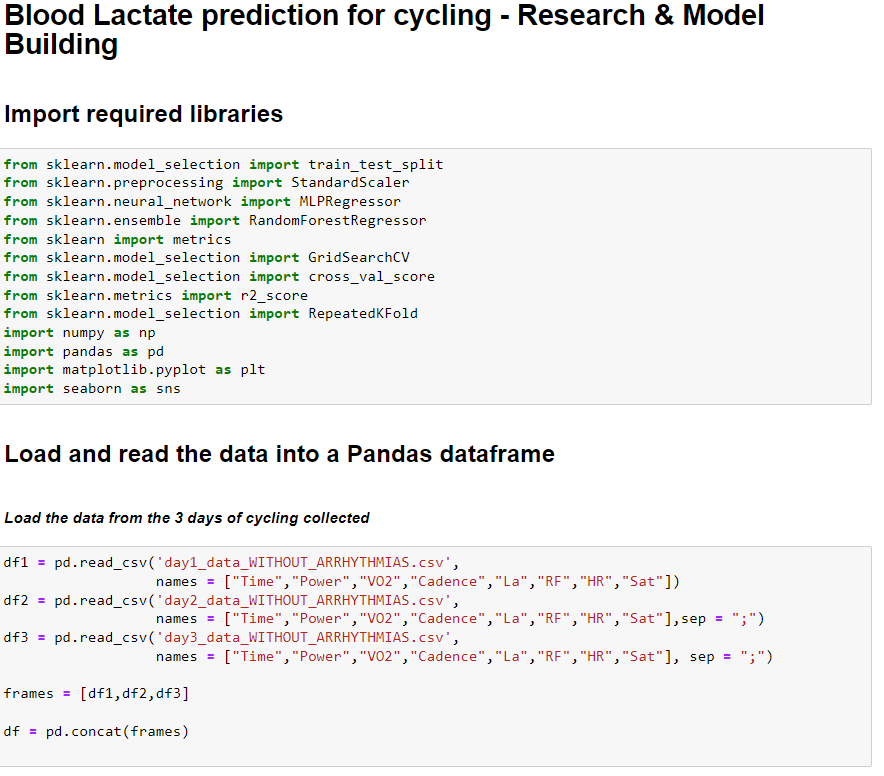 Blood Lactate prediction for cycling - Research & Model
Building
Import required libraries
from sklearn.model_selection import train_test_split
from sklearn.preprocessing import StandardScaler
from sklearn.neural_network import MLPRegressor
from sklearn.ensemble import RandomForestRegressor
from sklearn import metrics
from sklearn.model_selection import GridSearchCV
from sklearn.model_selection import cross_val_score
from sklearn.metrics import r2_score
from sklearn.model_selection import RepeatedKFold
import numpy as np
import pandas as pd
import matplotlib.pyplot as plt
import seaborn as sns
Load and read the data into a Pandas dataframe
Load the data from the 3 days of cycling collected
df1 = pd.read_csv('day1_data_WITHOUT_ARRHYTHMIAS.csv',
names = ["Time","Power","VO2","Cadence","La","RF","HR","Sat"])
df2 = pd.read_csv('day2_data_WITHOUT_ARRHYTHMIAS.csv',
names = ["Time","Power","VO2","Cadence","La","RF","HR","Sat"],sep = ";")
df3 = pd.read_csv('day3_data_WITHOUT_ARRHYTHMIAS.csv',
names = ["Time","Power","VO2","Cadence","La","RF","HR","Sat"], sep = ";")
frames = [df1,df2,df3]
df = pd.concat(frames)